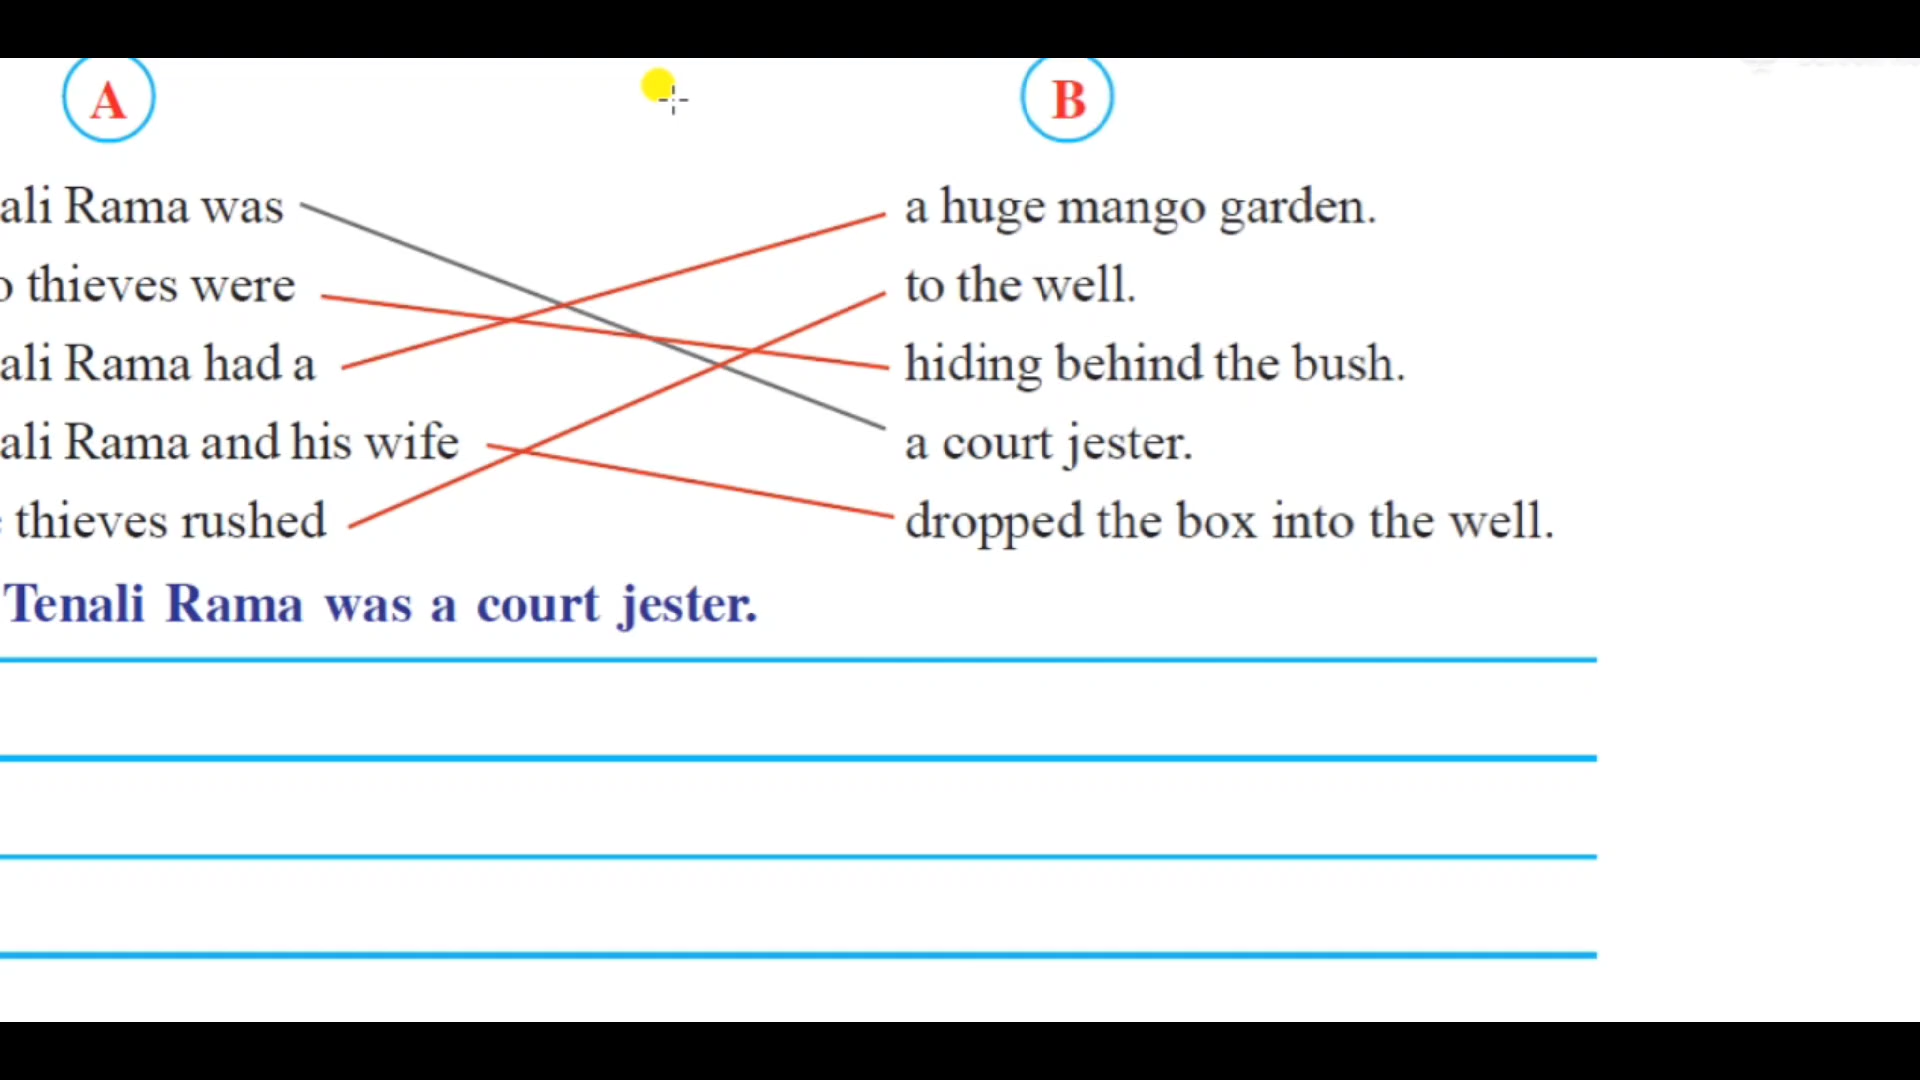 A B
ali Rama was a huge mango garden.
thieves were to the well.
ali Rama had a hiding behind the bush.
ali Rama and his wife a court jester.
thieves rushed dropped the box into the well.
Tenali Rama was a court jester.